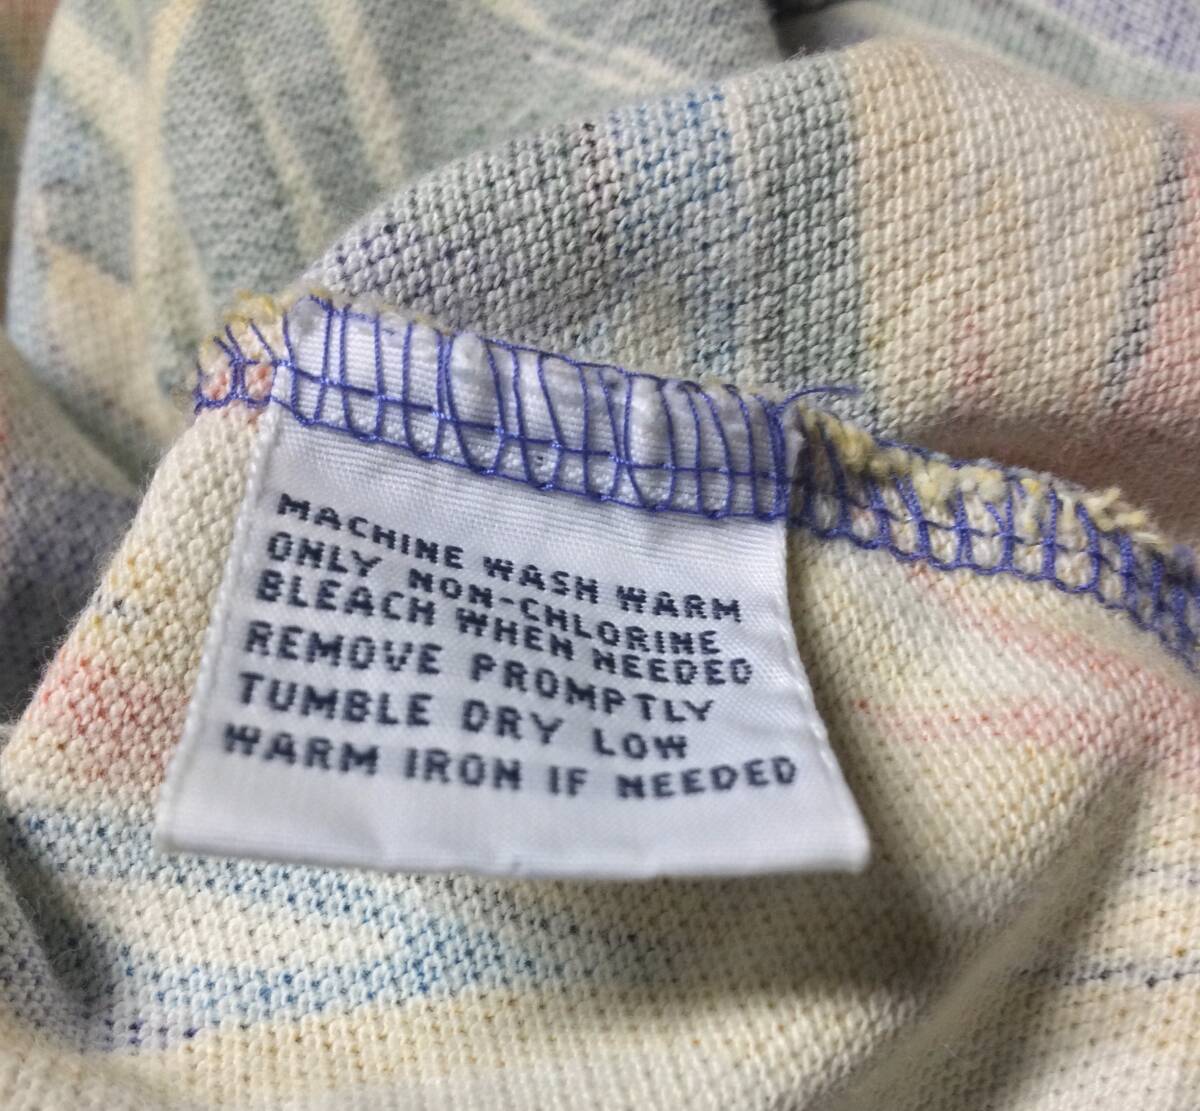 MACHINE WASH WARM
ONLY NON-CHLORINE
BLEACH WHEN NEEDED
REMOVE PROMPTLY
TUMBLE DRY LOW
WARM IRON IF NEEDED